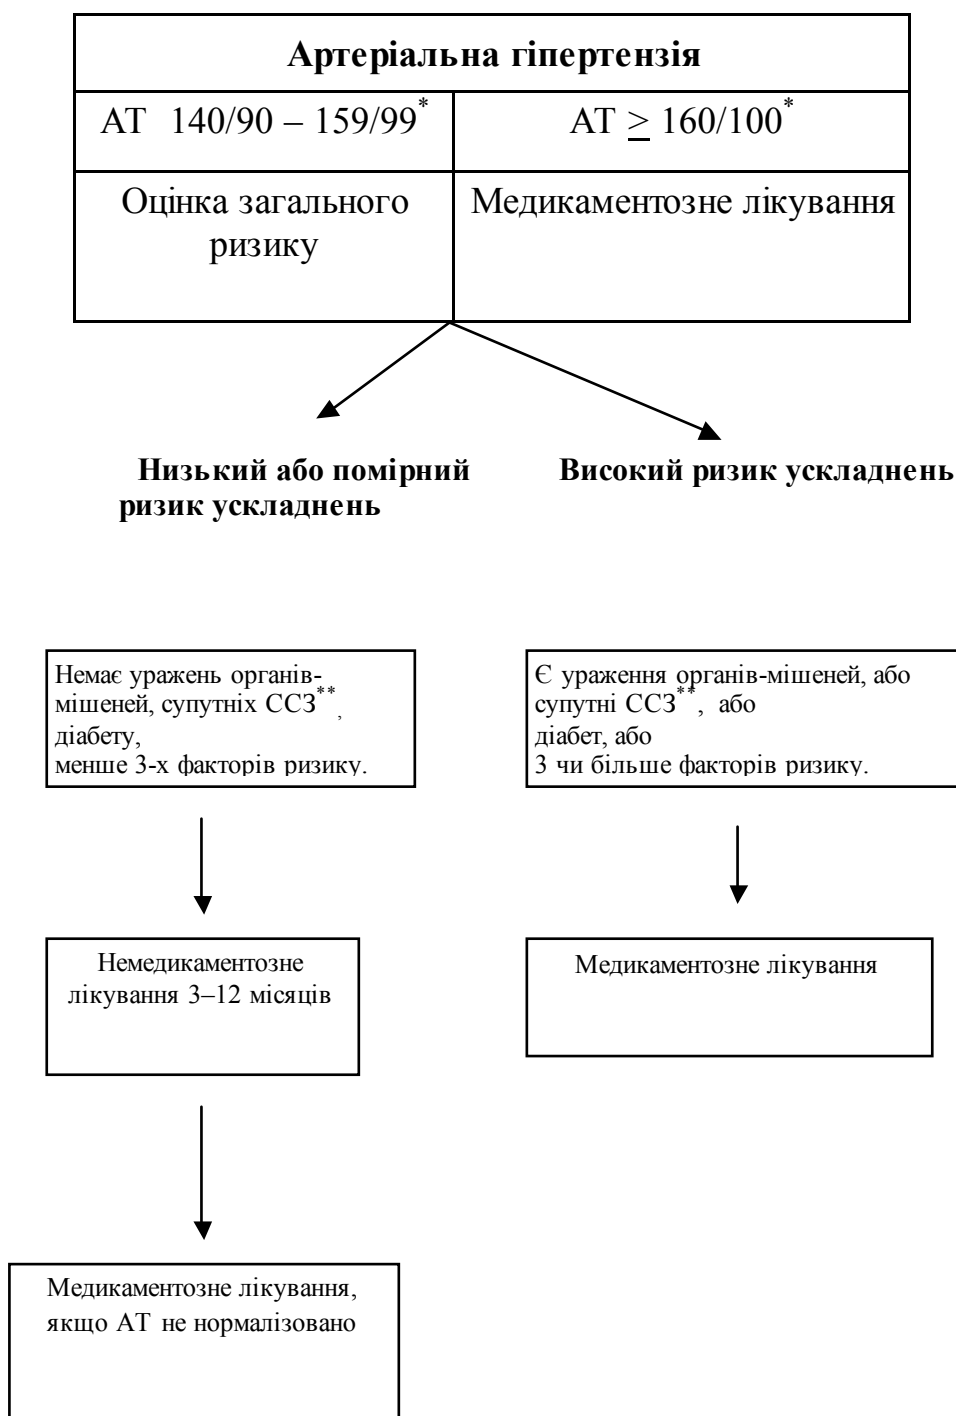 Артеріальна гіпертензія
АТ 140/90 – 159/99*
АТ ≥ 160/100*
Оцінка загального
ризику
Медикаментозне лікування
Низький або помірний
ризик ускладнень
Високий ризик ускладнень
Немає уражень органів-
мішеней, супутніх ССЗ**,
діабету,
менше 3-х факторів ризику.
Є ураження органів-мішеней, або
супутні ССЗ**, або
діабет, або
3 чи більше факторів ризику.
Немедикаментозне
лікування 3–12 місяців
Медикаментозне лікування
Медикаментозне лікування,
якщо АТ не нормалізовано